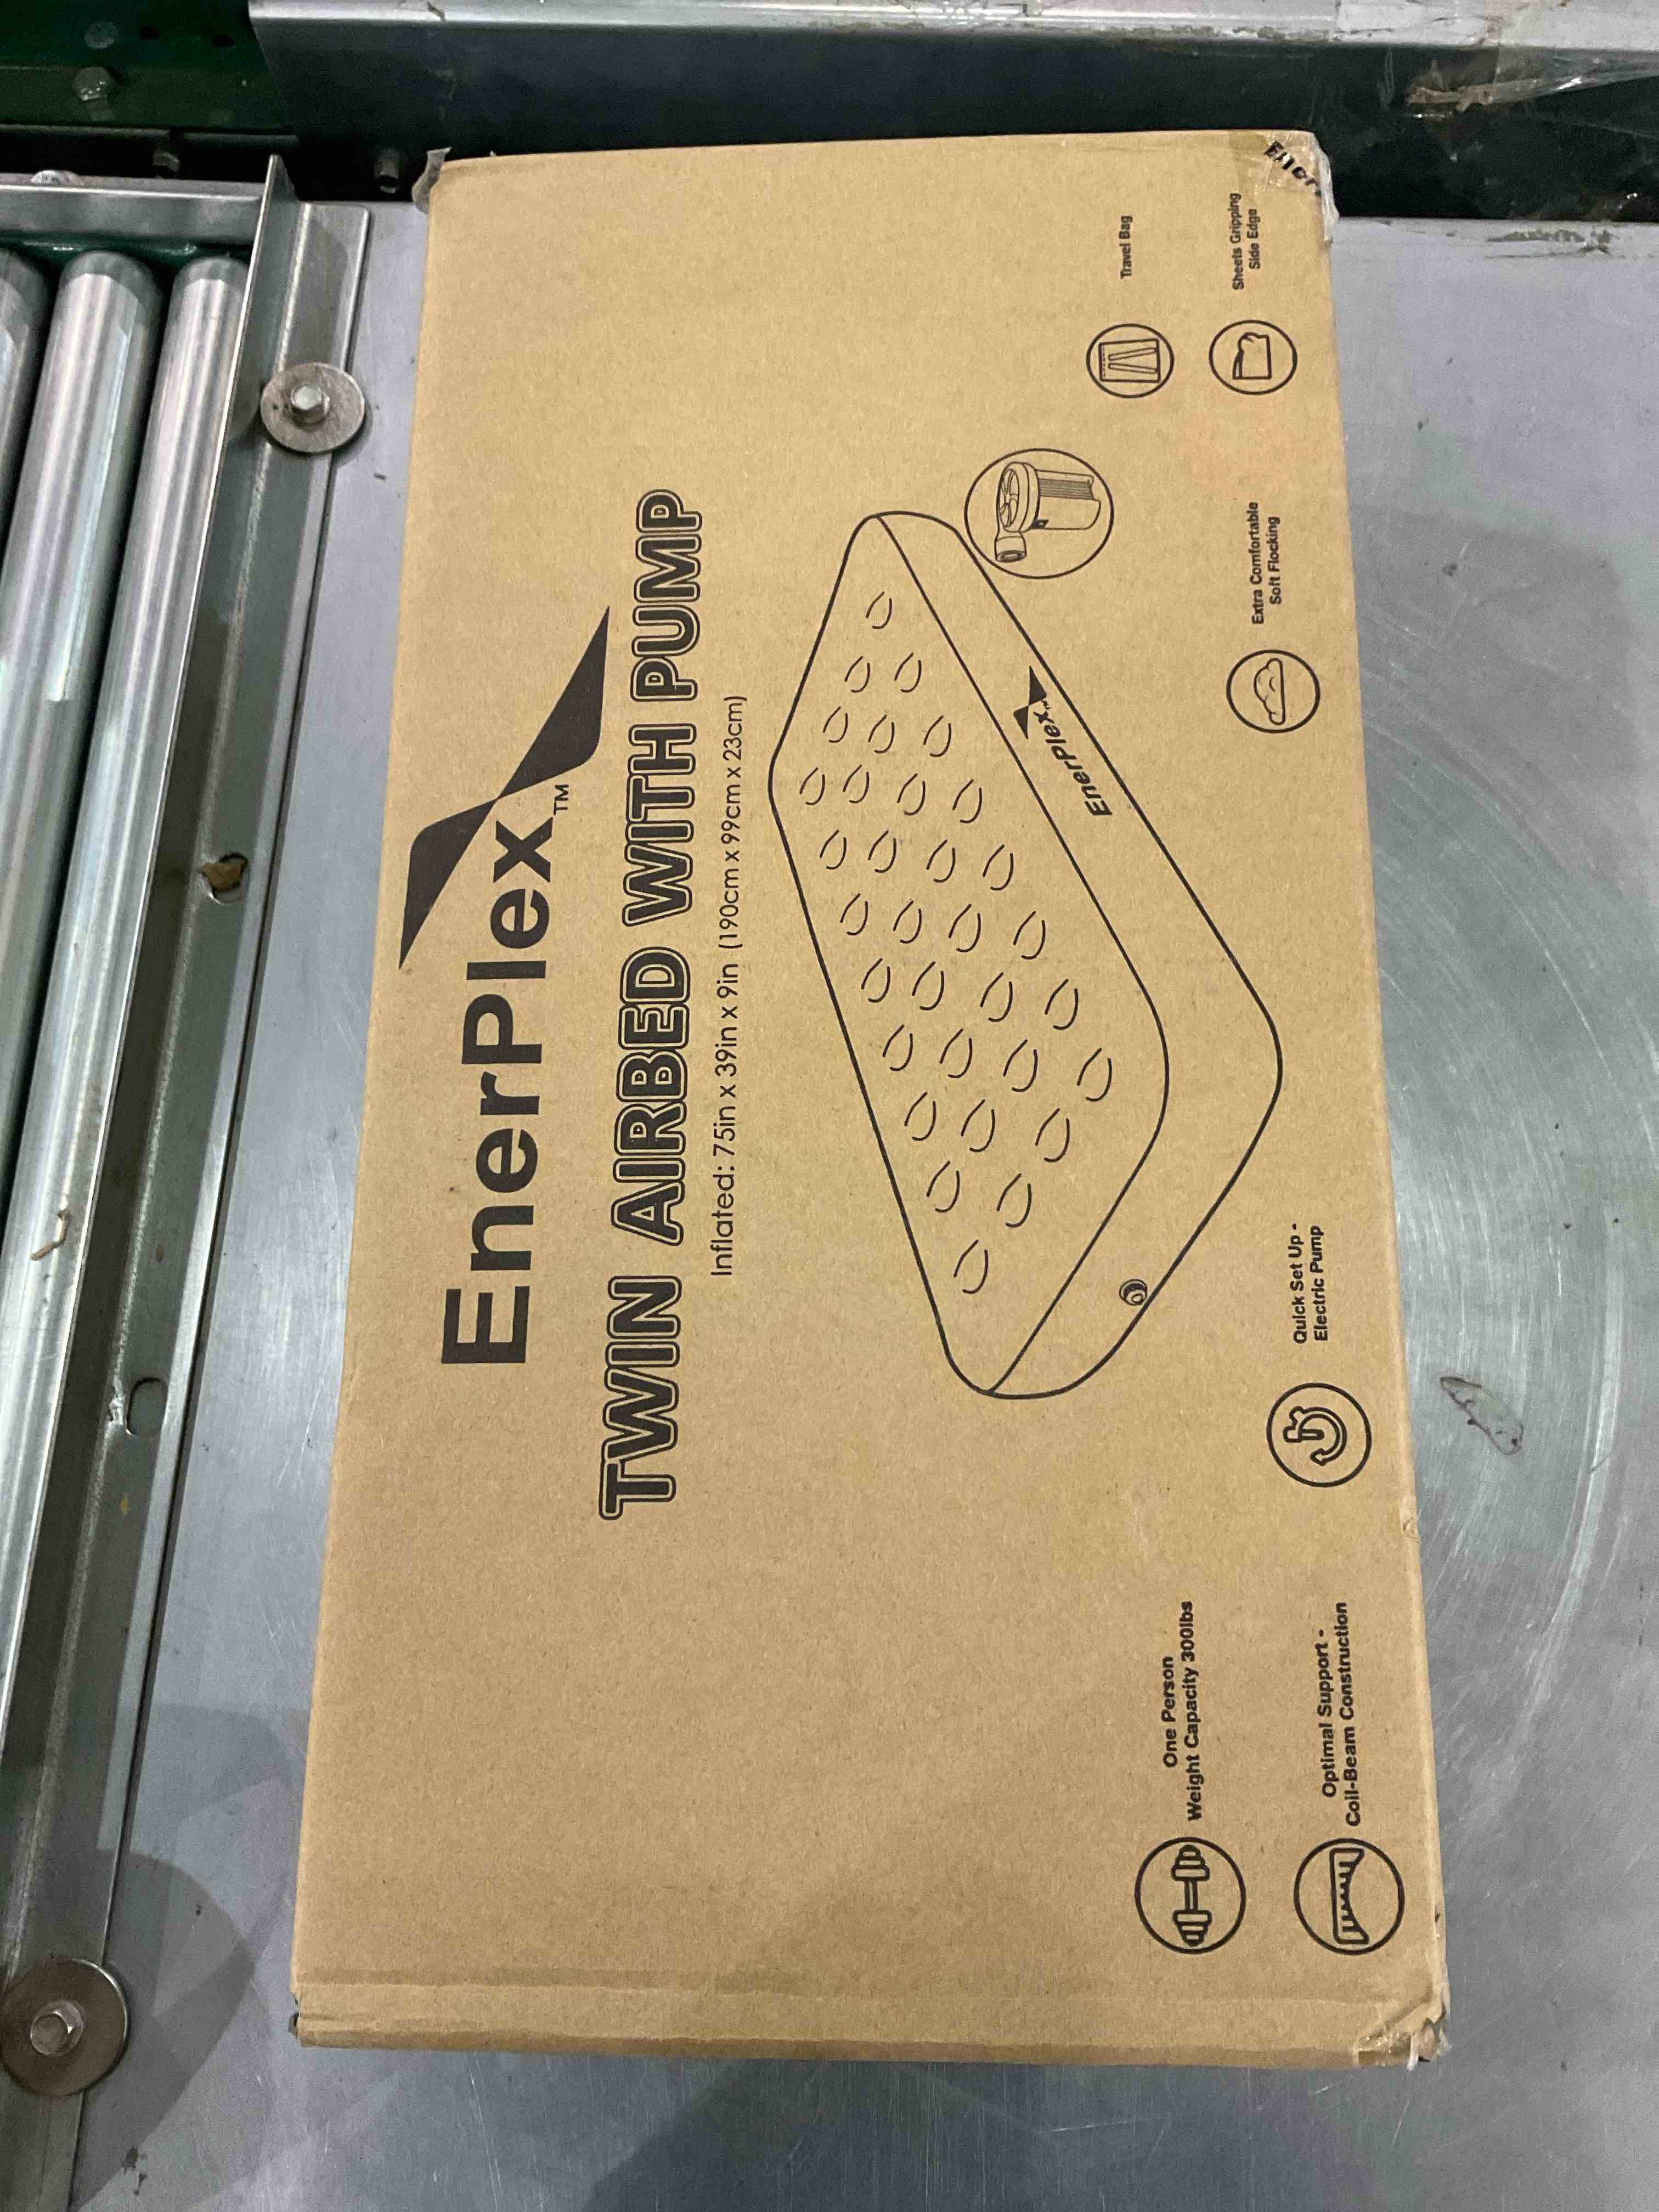 EnerPlex™
TWIN AIRBED WITH PUMP
Inflated: 75in x 39in x 9in (190cm x 99cm x 23cm)
EnerPlex™
One Person
Weight Capacity 300lbs
Optimal Support -
Coil-Beam Construction
Quick Set Up -
Electric Pump
Extra Comfortable
Soft Flocking
Travel Bag
Sheets Gripping
Side Edge